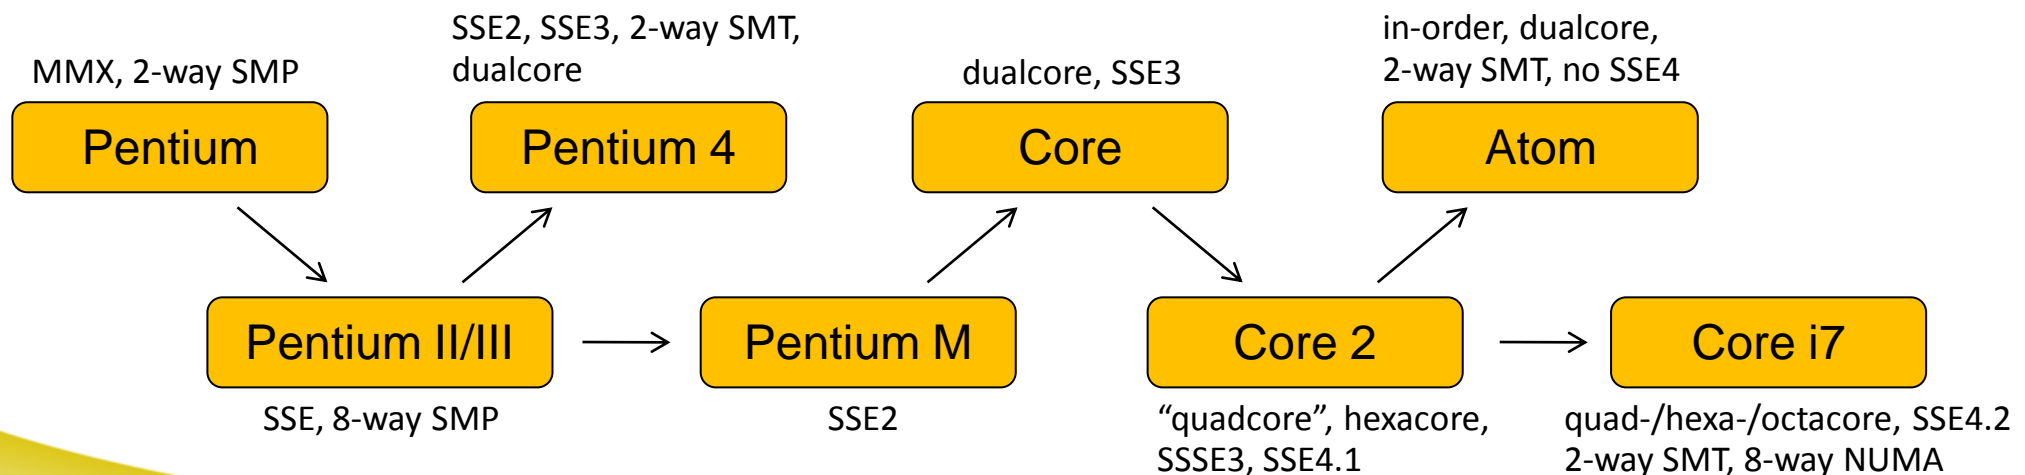 MMX, 2-way SMP
Pentium
SSE2, SSE3, 2-way SMT,
dualcore
Pentium 4
dualcore, SSE3
Core
in-order, dualcore,
2-way SMT, no SSE4
Atom
Pentium II/III
SSE, 8-way SMP
Pentium M
SSE2
Core 2
“quadcore”, hexacore,
SSSE3, SSE4.1
Core i7
quad-/hexa-/octacore, SSE4.2
2-way SMT, 8-way NUMA